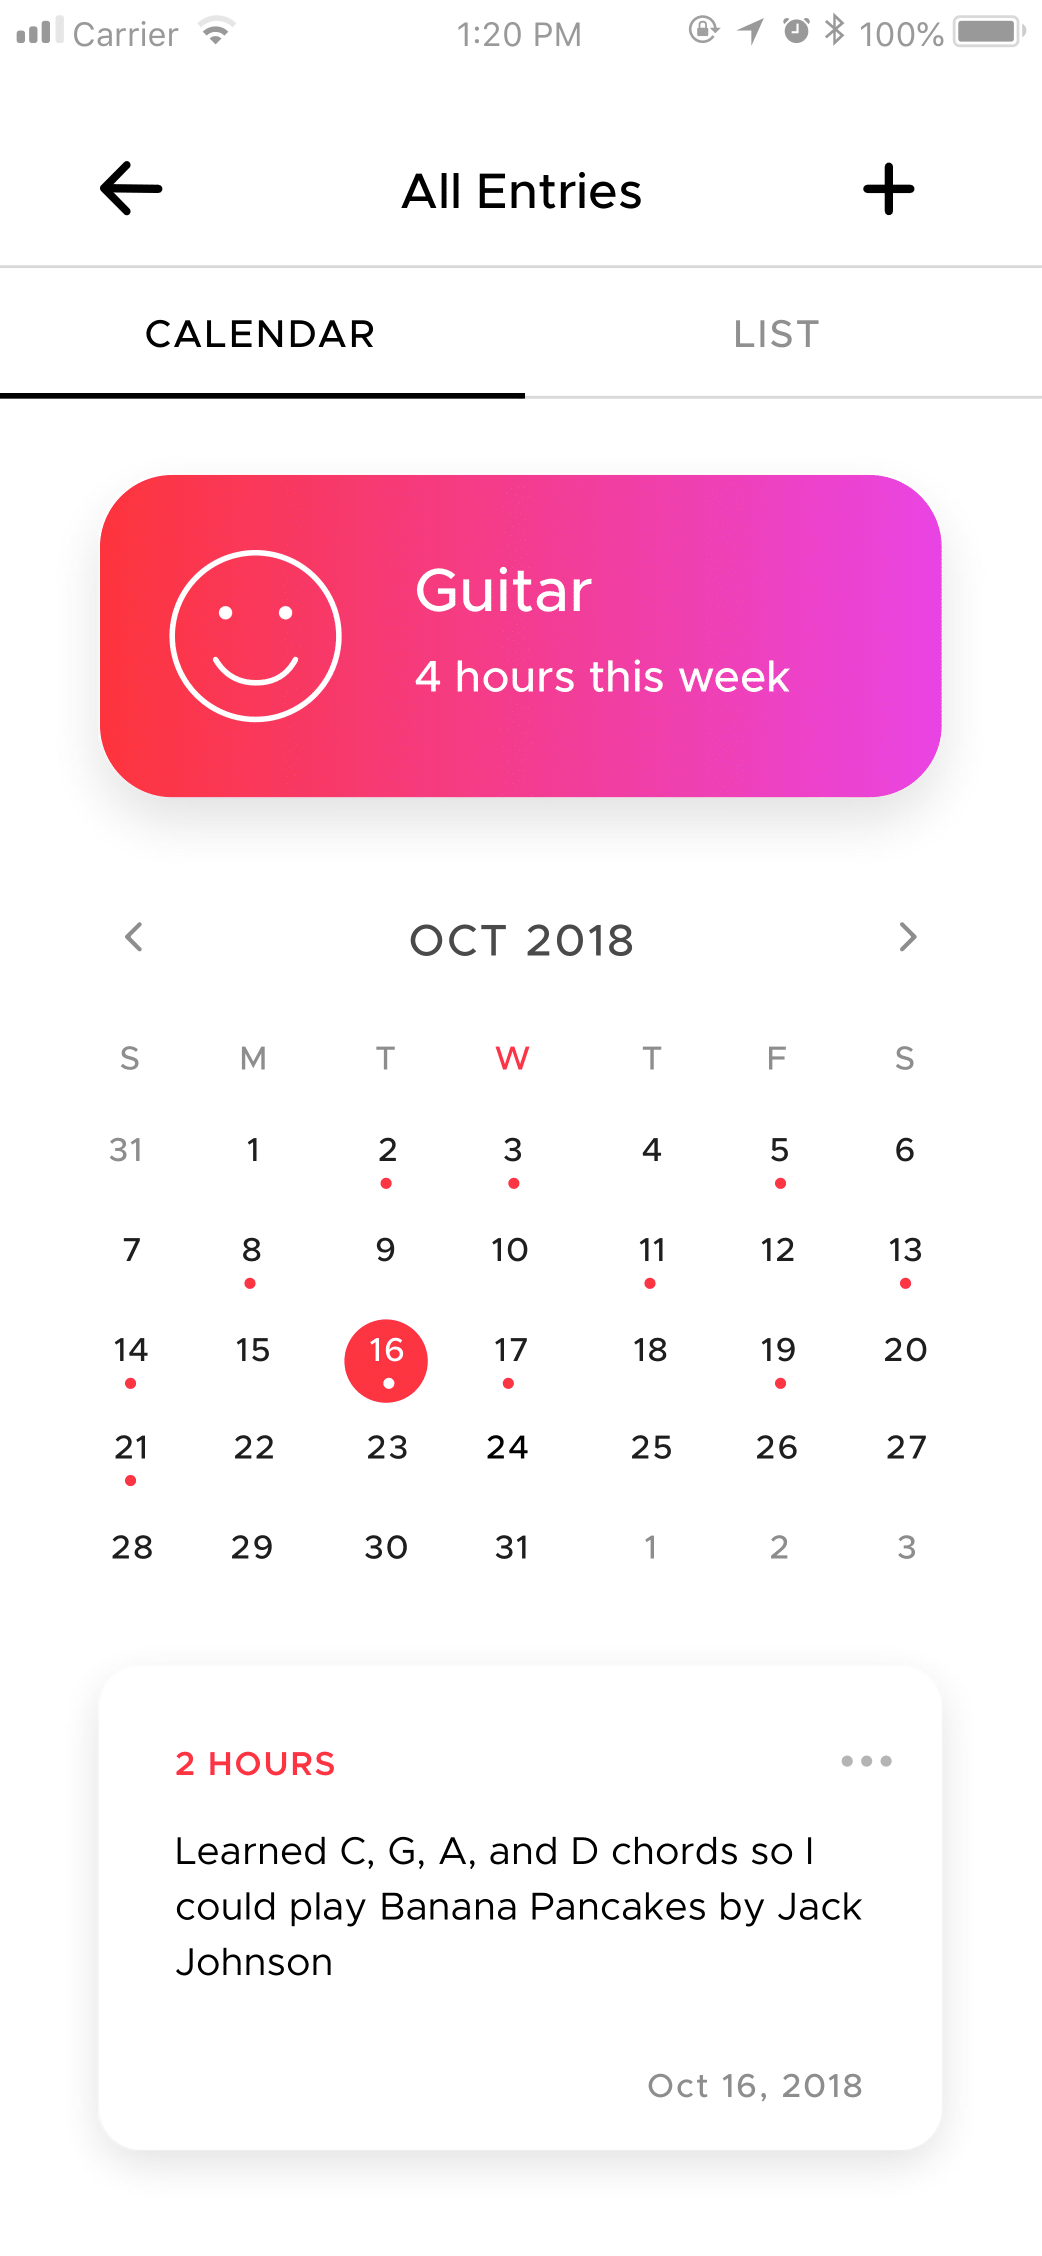 Carrier 1:20 PM 100%
All Entries
CALENDAR LIST
Guitar
4 hours this week
OCT 2018
S M T W T F S
31 1 2 3 4 5 6
7 8 9 10 11 12 13
14 15 16 17 18 19 20
21 22 23 24 25 26 27
28 29 30 31 1 2 3
2 HOURS
Learned C, G, A, and D chords so I
could play Banana Pancakes by Jack
Johnson
Oct 16, 2018